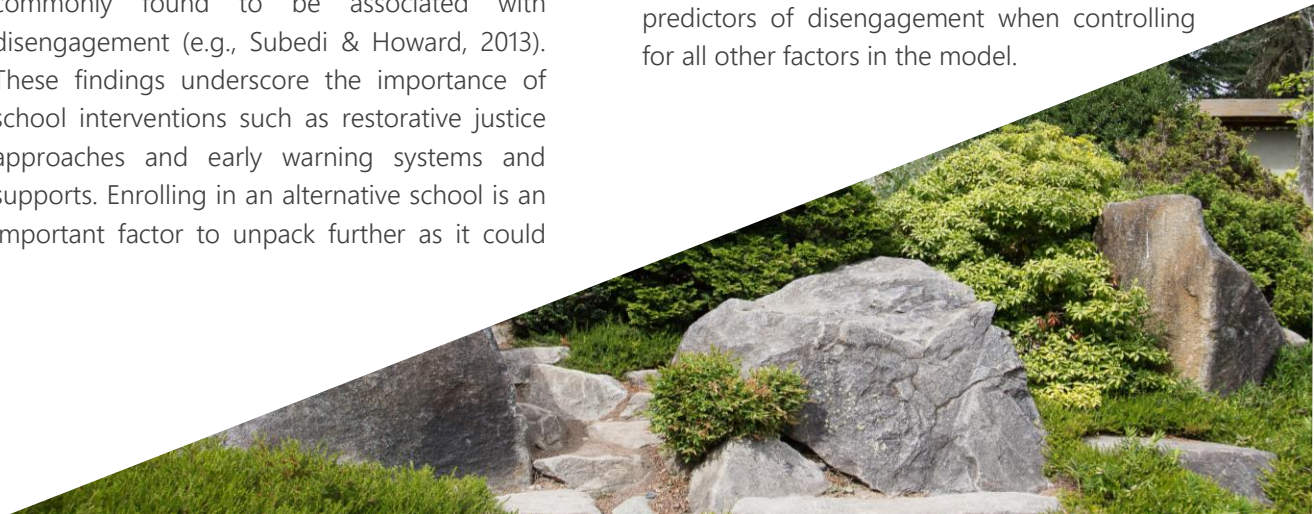 commonly found to be associated with
disengagement (e.g., Subedi & Howard, 2013).
These findings underscore the importance of
school interventions such as restorative justice
approaches and early warning systems and
supports. Enrolling in an alternative school is an
important factor to unpack further as it could
predictors of disengagement when controlling
for all other factors in the model.